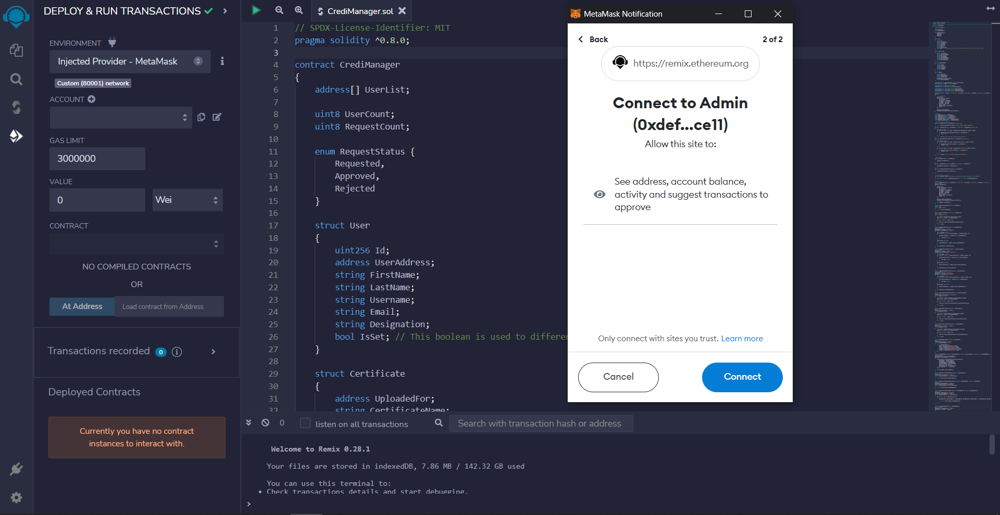 DEPLOY & RUN TRANSACTIONS
ENVIRONMENT
Injected Provider - MetaMask
Custom (80001) network
ACCOUNT
GAS LIMIT
3000000
VALUE
0
Wei
CONTRACT
NO COMPILED CONTRACTS
OR
At Address
Load contract from Address
Transactions recorded 0
Deployed Contracts
Currently you have no contract
instances to interact with.
CrediManager.sol
1 // SPDX-License-Identifier: MIT
2 pragma solidity ^0.8.0;
3
4 contract CrediManager
5 {
6 address[] UserList;
7
8 uint8 UserCount;
9 uint8 RequestCount;
10
11 enum RequestStatus {
12 Requested,
13 Approved,
14 Rejected
15 }
16
17 struct User
18 {
19 uint256 Id;
20 address UserAddress;
21 string FirstName;
22 string LastName;
23 string Username;
24 string Email;
25 string Designation;
26 bool IsSet; // This boolean is used to differen
27 }
28
29 struct Certificate
30 {
31 address UploadedFor;
32 string CertificateName;
MetaMask Notification
Back
2 of 2
https://remix.ethereum.org
Connect to Admin
(0xdef...ce11)
Allow this site to:
See address, account balance,
activity and suggest transactions to
approve
Only connect with sites you trust. Learn more
Cancel
Connect
0
listen on all transactions
Search with transaction hash or address
Welcome to Remix 0.28.1
Your files are stored in indexedDB, 7.86 MB / 142.32 GB used
You can use this terminal to:
• Check transactions details and start debugging.
>